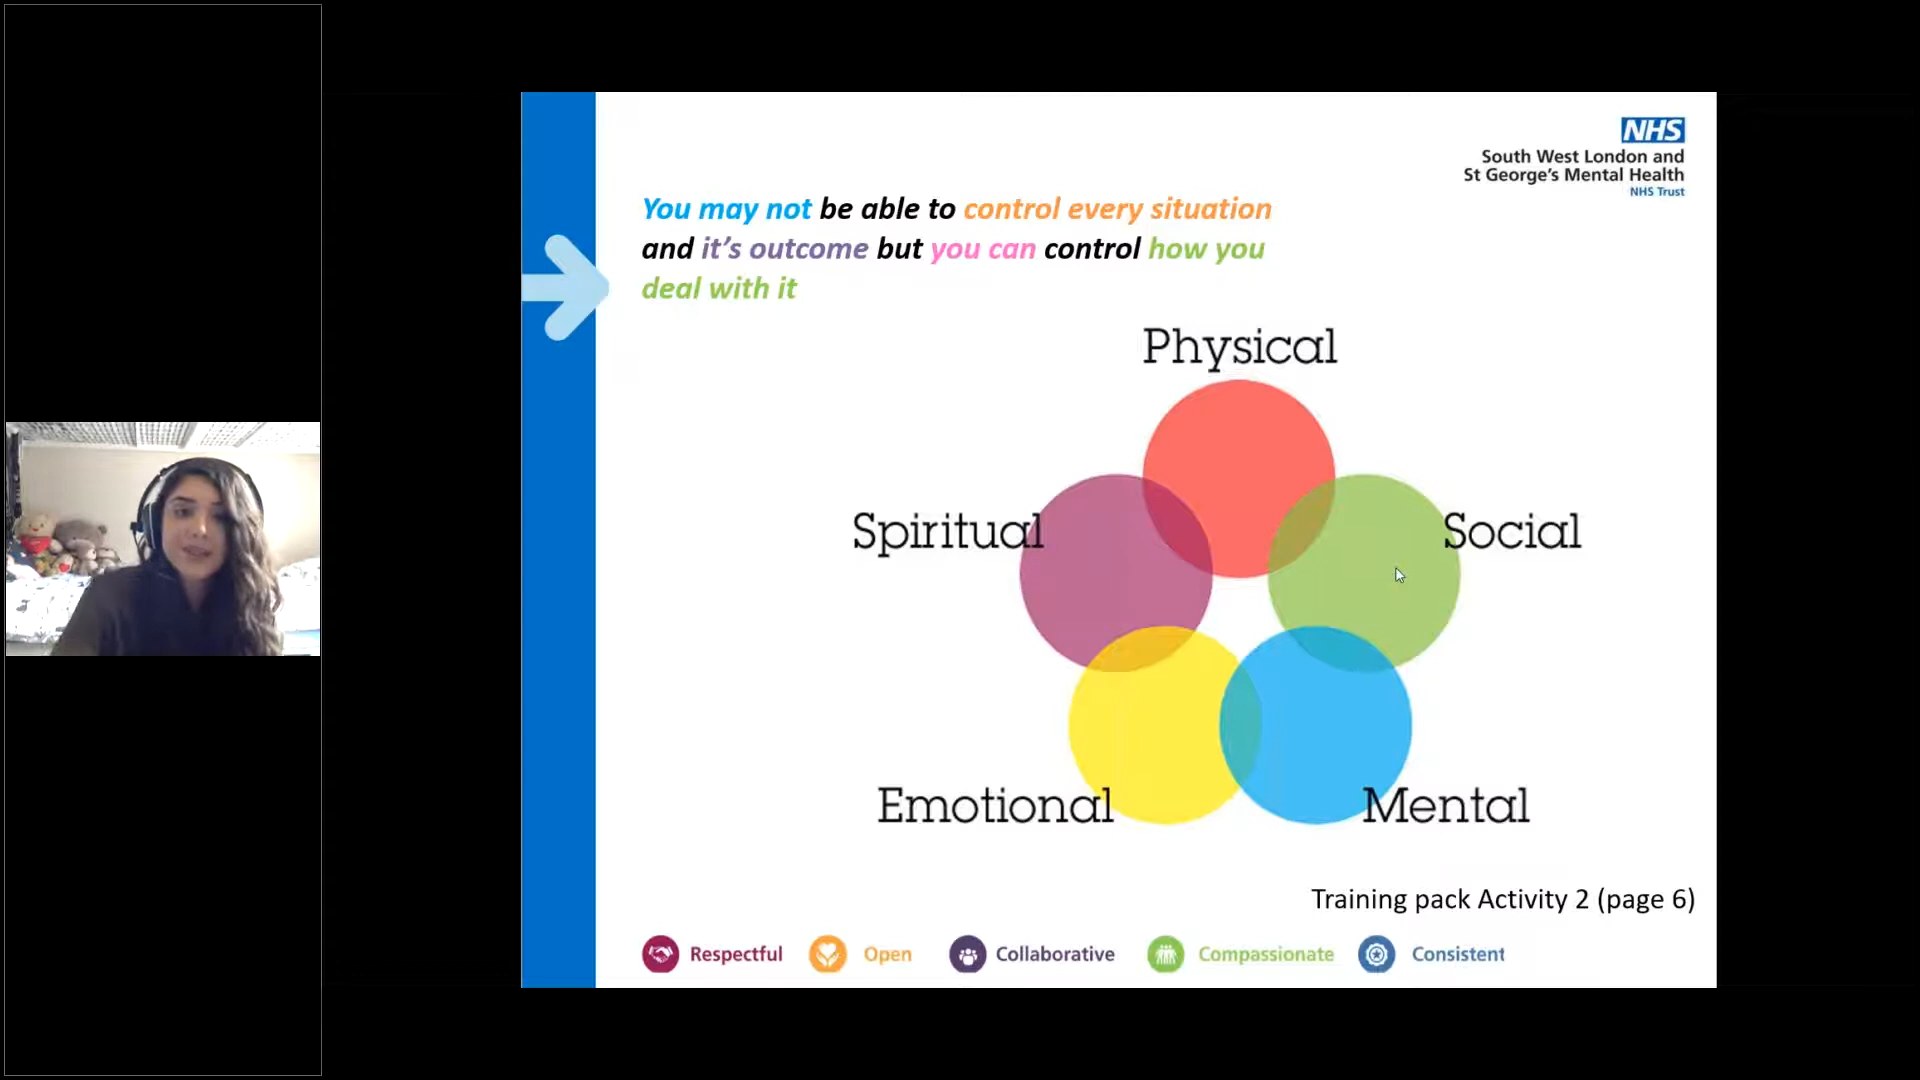 NHS
South West London and
St George's Mental Health
NHS Trust
You may not be able to control every situation
and it's outcome but you can control how you
deal with it
Physical
Spiritual
Social
Emotional
Mental
Training pack Activity 2 (page 6)
Respectful
Open
Collaborative
Compassionate
Consistent